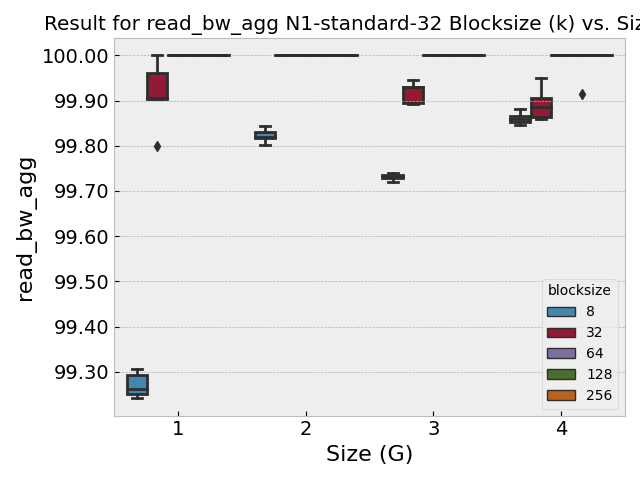 Result for read_bw_agg N1-standard-32 Blocksize (k) vs. Siz
100.00
99.90
99.80
99.70
99.60
99.50
99.40
99.30
read_bw_agg
blocksize
8
32
64
128
256
1 2 3 4
Size (G)